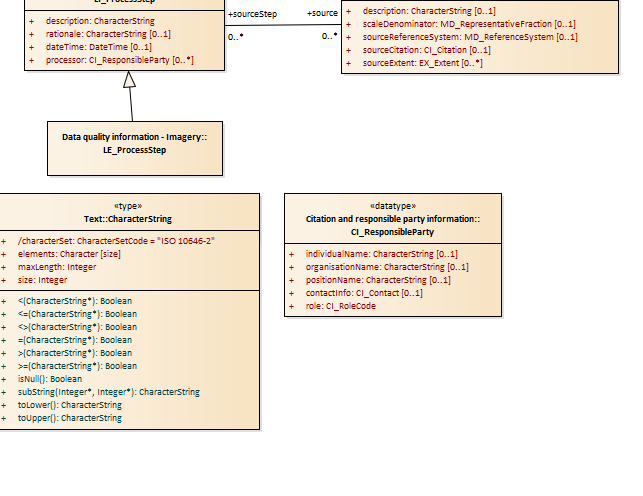 LI_ProcessStep
+ description: CharacterString
+ rationale: CharacterString [0..1]
+ dateTime: DateTime [0..1]
+ processor: CI_ResponsibleParty [0..*]
+sourceStep
+source
0..*
0..*
+ description: CharacterString [0..1]
+ scaleDenominator: MD_RepresentativeFraction [0..1]
+ sourceReferenceSystem: MD_ReferenceSystem [0..1]
+ sourceCitation: CI_Citation [0..1]
+ sourceExtent: EX_Extent [0..*]
Data quality information - Imagery::
LE_ProcessStep
«type»
Text::CharacterString
+ /characterSet: CharacterSetCode = "ISO 10646-2"
+ elements: Character [size]
+ maxLength: Integer
+ size: Integer
+ <(CharacterString*): Boolean
+ <=(CharacterString*): Boolean
+ <>(CharacterString*): Boolean
+ =(CharacterString*): Boolean
+ >(CharacterString*): Boolean
+ >=(CharacterString*): Boolean
+ isNull(): Boolean
+ subString(Integer*, Integer*): CharacterString
+ toLower(): CharacterString
+ toUpper(): CharacterString
«datatype»
Citation and responsible party information::
CI_ResponsibleParty
+ individualName: CharacterString [0..1]
+ organisationName: CharacterString [0..1]
+ positionName: CharacterString [0..1]
+ contactInfo: CI_Contact [0..1]
+ role: CI_RoleCode